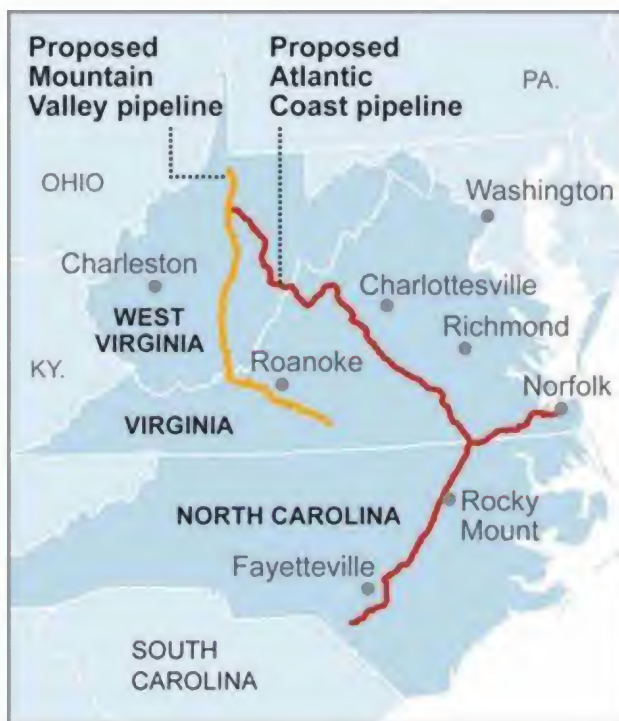 Proposed
Mountain
Valley pipeline
Proposed
Atlantic
Coast pipeline
PA.
OHIO
Washington
Charleston
Charlottesville
WEST
VIRGINIA
Richmond
KY.
Roanoke
Norfolk
VIRGINIA
NORTH CAROLINA
Rocky
Mount
Fayetteville
SOUTH
CAROLINA